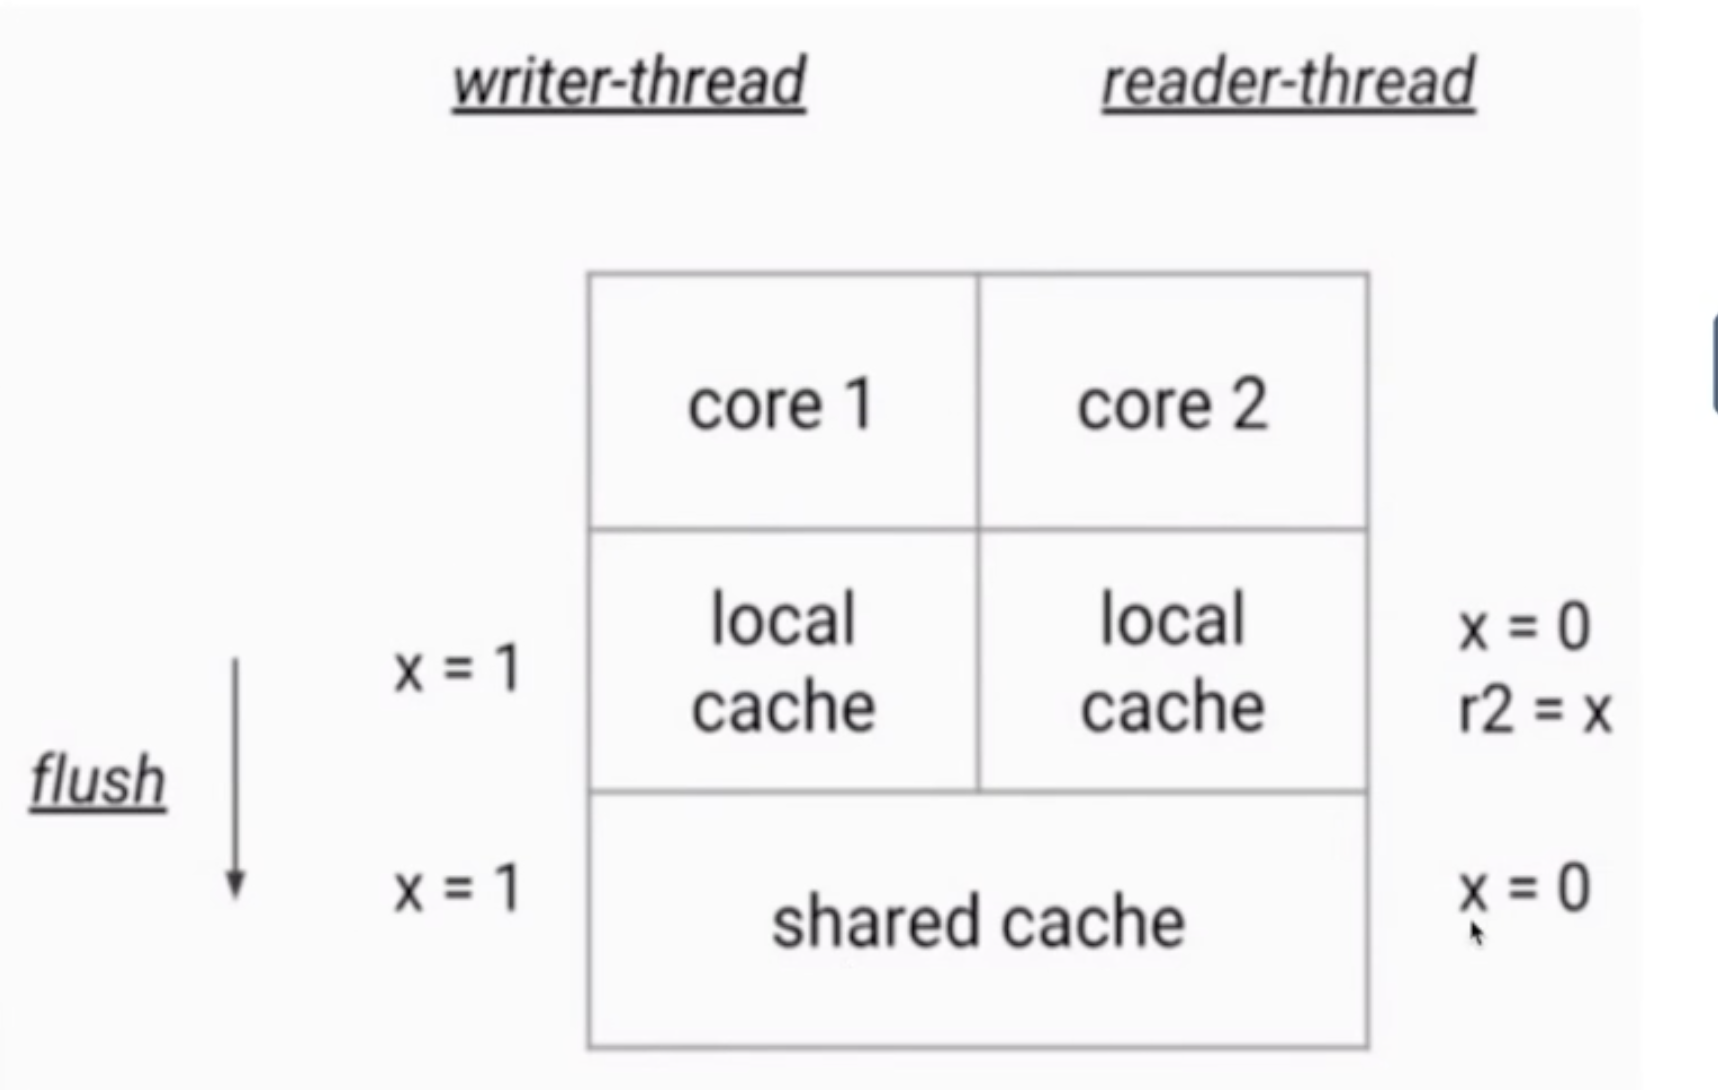 writer-thread
reader-thread
core 1
core 2
local
cache
local
cache
x = 1
x = 0
r2 = x
flush
x = 1
shared cache
x = 0